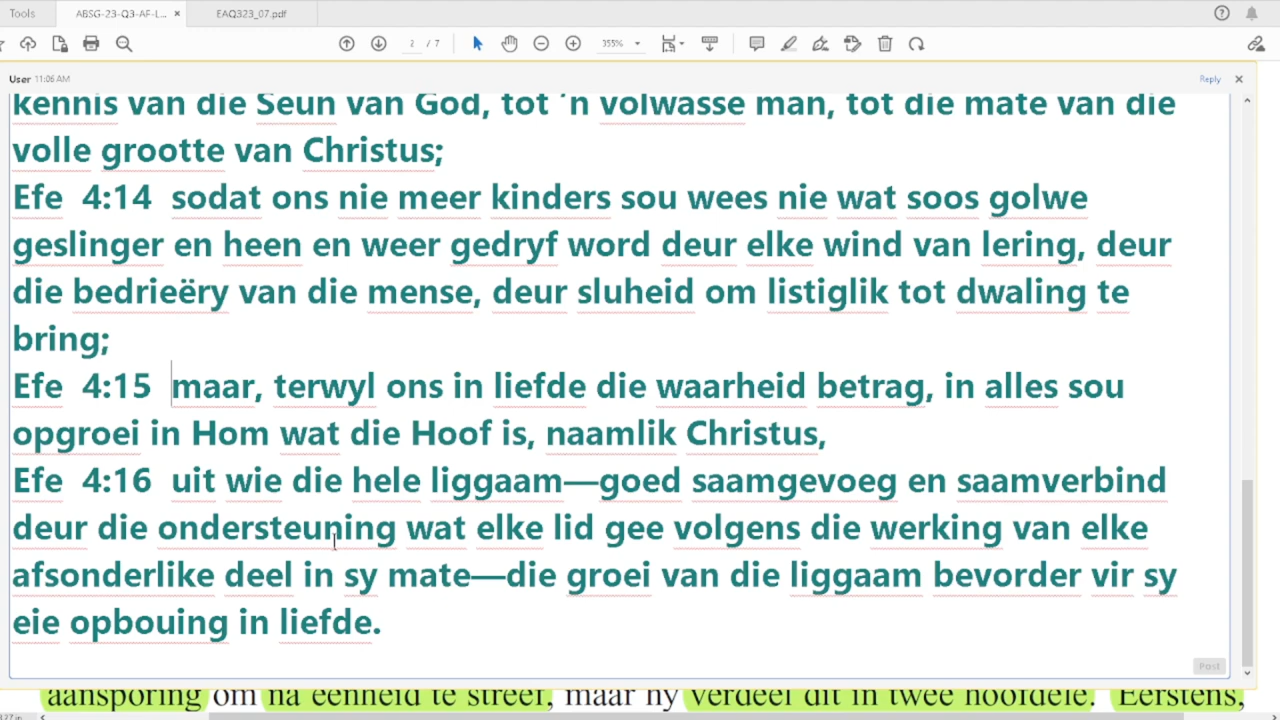 Tools ABSG-23-Q3-AF-L... × EAQ323_07.pdf
2 / 7 355%
User 11:06 AM Reply
kennis van die Seun van God, tot ’n volwasse man, tot die mate van die
volle grootte van Christus;
Efe 4:14 sodat ons nie meer kinders sou wees nie wat soos golwe
geslinger en heen en weer gedryf word deur elke wind van lering, deur
die bedrieëry van die mense, deur sluheid om listiglik tot dwaling te
bring;
Efe 4:15 maar, terwyl ons in liefde die waarheid betrag, in alles sou
opgroei in Hom wat die Hoof is, naamlik Christus,
Efe 4:16 uit wie die hele liggaam—goed saamgevoeg en saamverbind
deur die ondersteuning wat elke lid gee volgens die werking van elke
afsonderlike deel in sy mate—die groei van die liggaam bevorder vir sy
eie opbouing in liefde.
Post
aansporing om na eenheid te streef, maar hy verdeel dit in twee hoofdele. Eerstens,